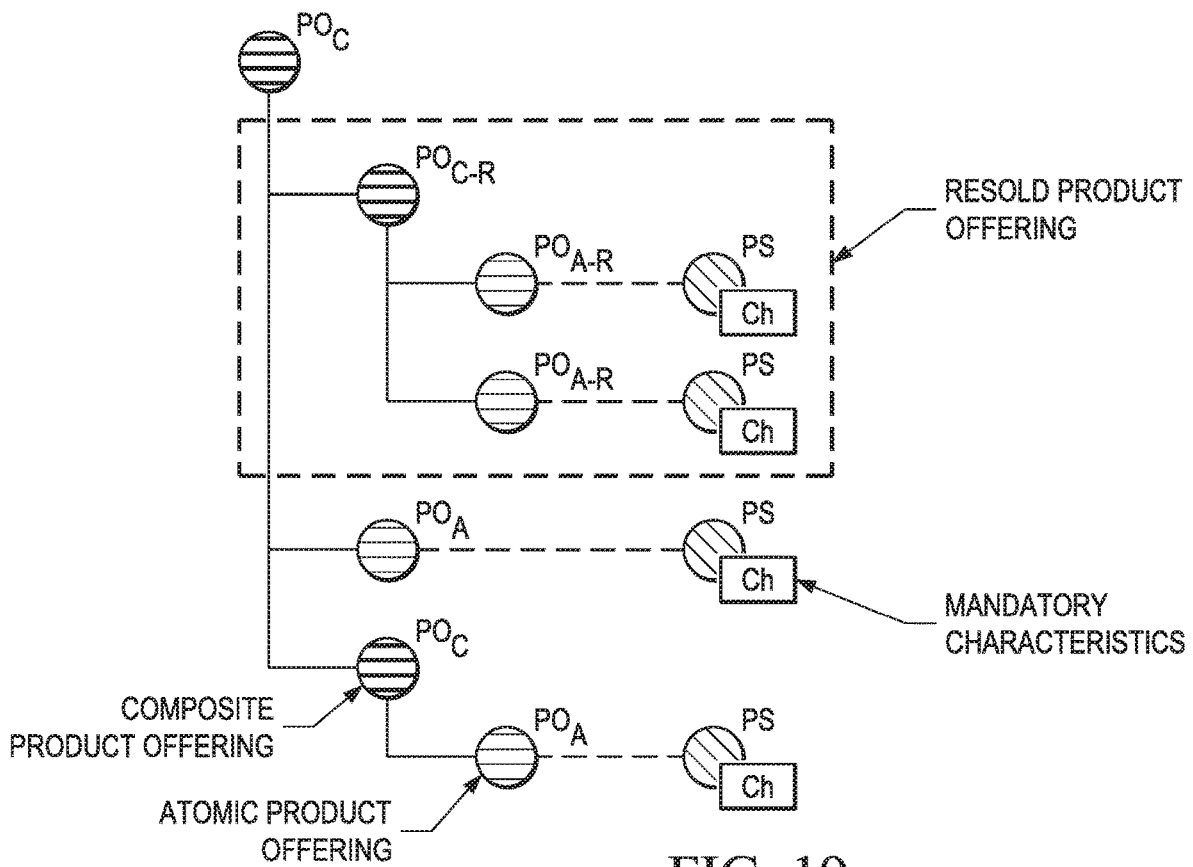 PO_C
PO_C-R
RESOLD PRODUCT
OFFERING
PO_A-R
PS
Ch
PO_A-R
PS
Ch
PO_A
PS
Ch
MANDATORY
CHARACTERISTICS
PO_C
COMPOSITE
PRODUCT OFFERING
PO_A
PS
Ch
ATOMIC PRODUCT
OFFERING